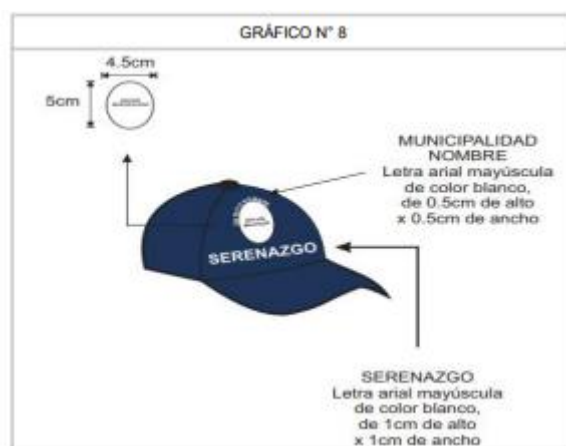 GRÁFICO N° 8
4.5cm
5cm
MUNICIPALIDAD
NOMBRE
Letra arial mayúscula
de color blanco,
de 0.5cm de alto
x 0.5cm de ancho
SERENAZGO
SERENAZGO
Letra arial mayúscula
de color blanco,
de 1cm de alto
x 1cm de ancho